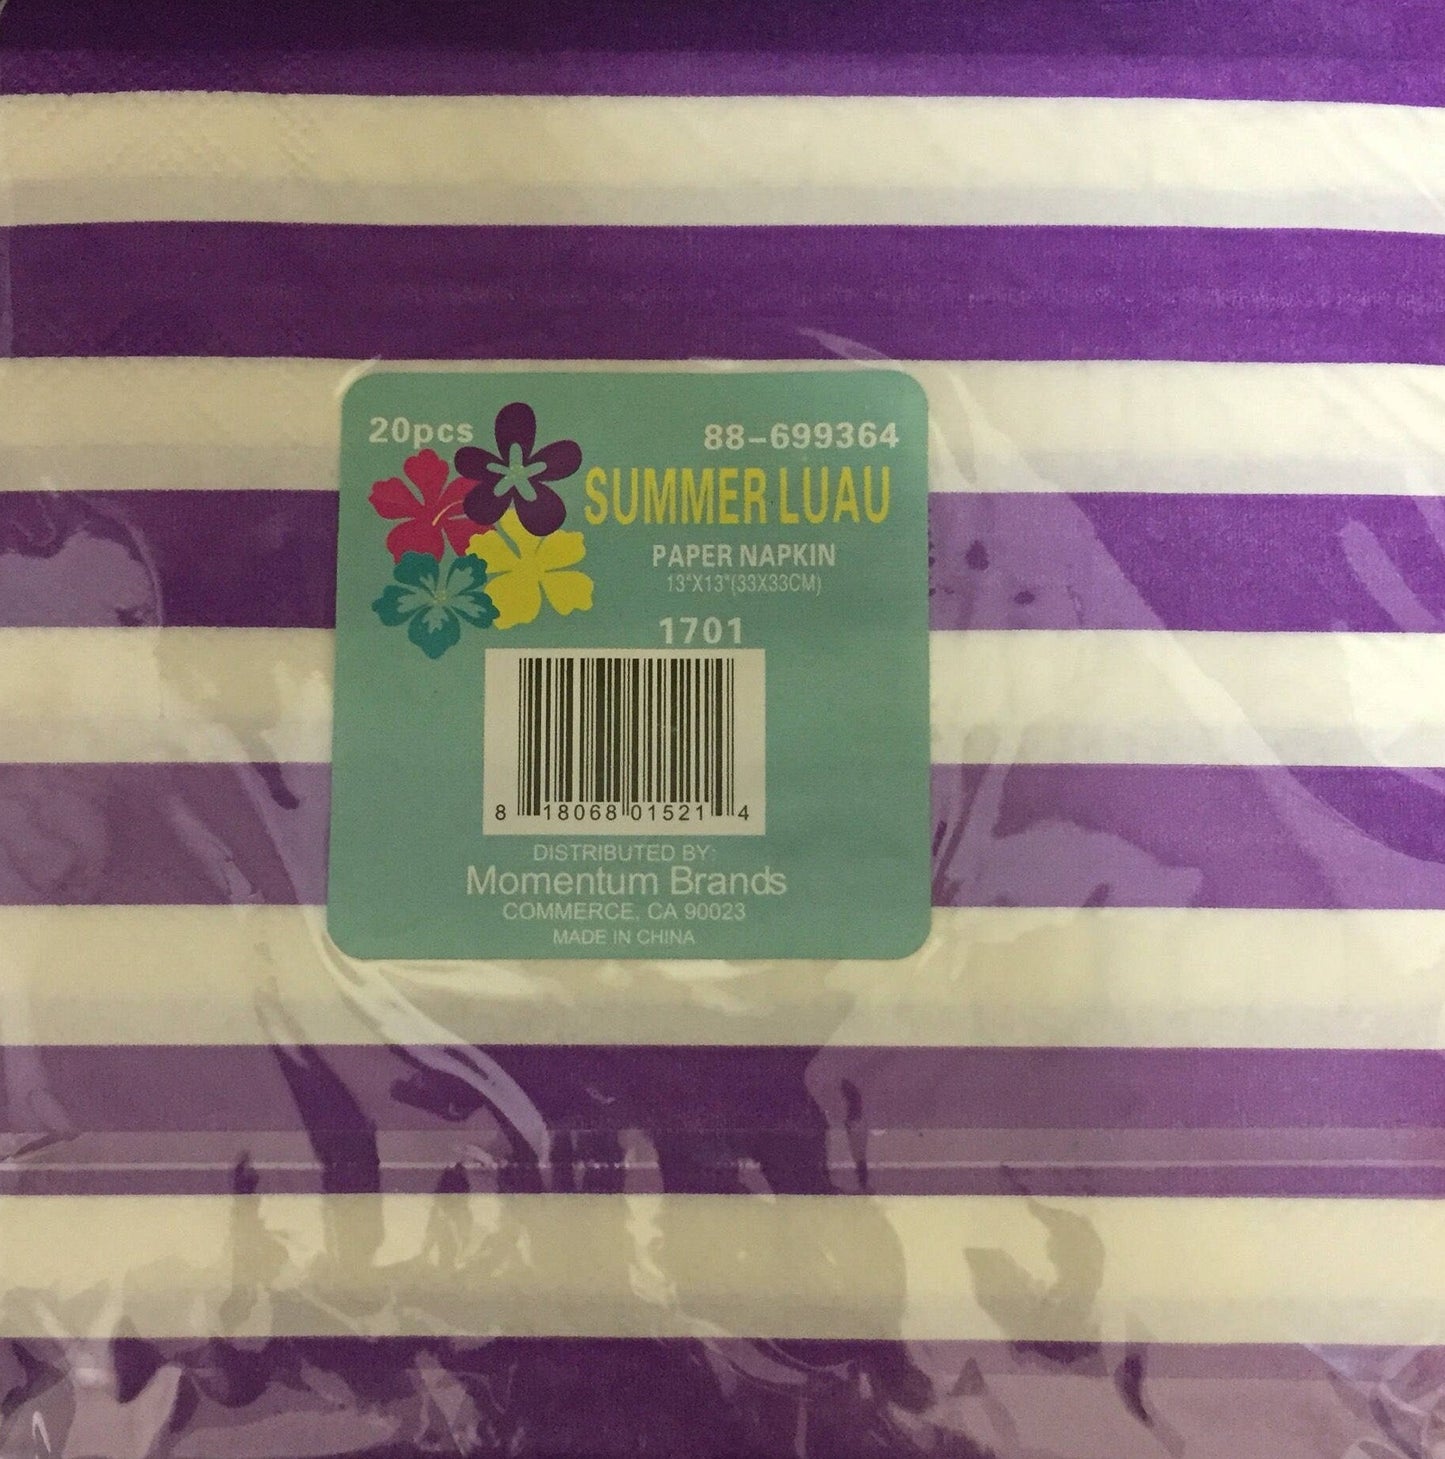 20pcs
88-699364
SUMMER LUAU
PAPER NAPKIN
13"X13"(33X33CM)
1701
8 18068 01521 4
DISTRIBUTED BY:
Momentum Brands
COMMERCE, CA 90023
MADE IN CHINA